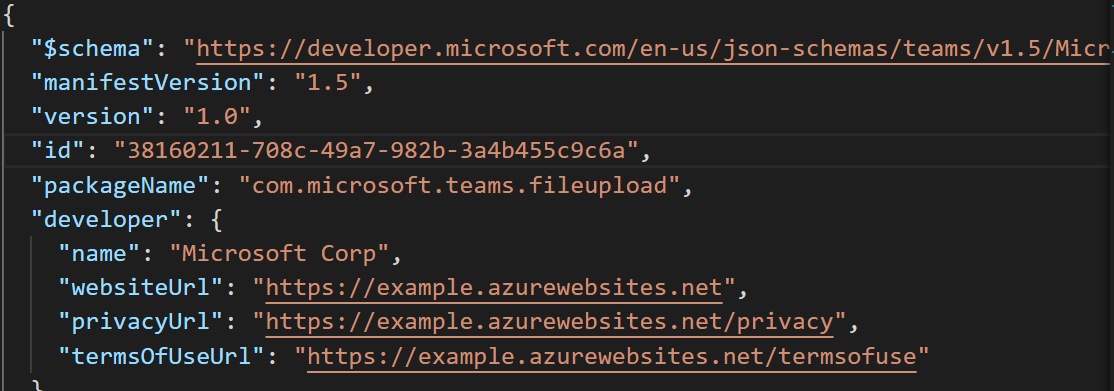 {
"$schema": "https://developer.microsoft.com/en-us/json-schemas/teams/v1.5/Micr
"manifestVersion": "1.5",
"version": "1.0",
"id": "38160211-708c-49a7-982b-3a4b455c9c6a",
"packageName": "com.microsoft.teams.fileupload",
"developer": {
"name": "Microsoft Corp",
"websiteUrl": "https://example.azurewebsites.net",
"privacyUrl": "https://example.azurewebsites.net/privacy",
"termsOfUseUrl": "https://example.azurewebsites.net/termsofuse"
}